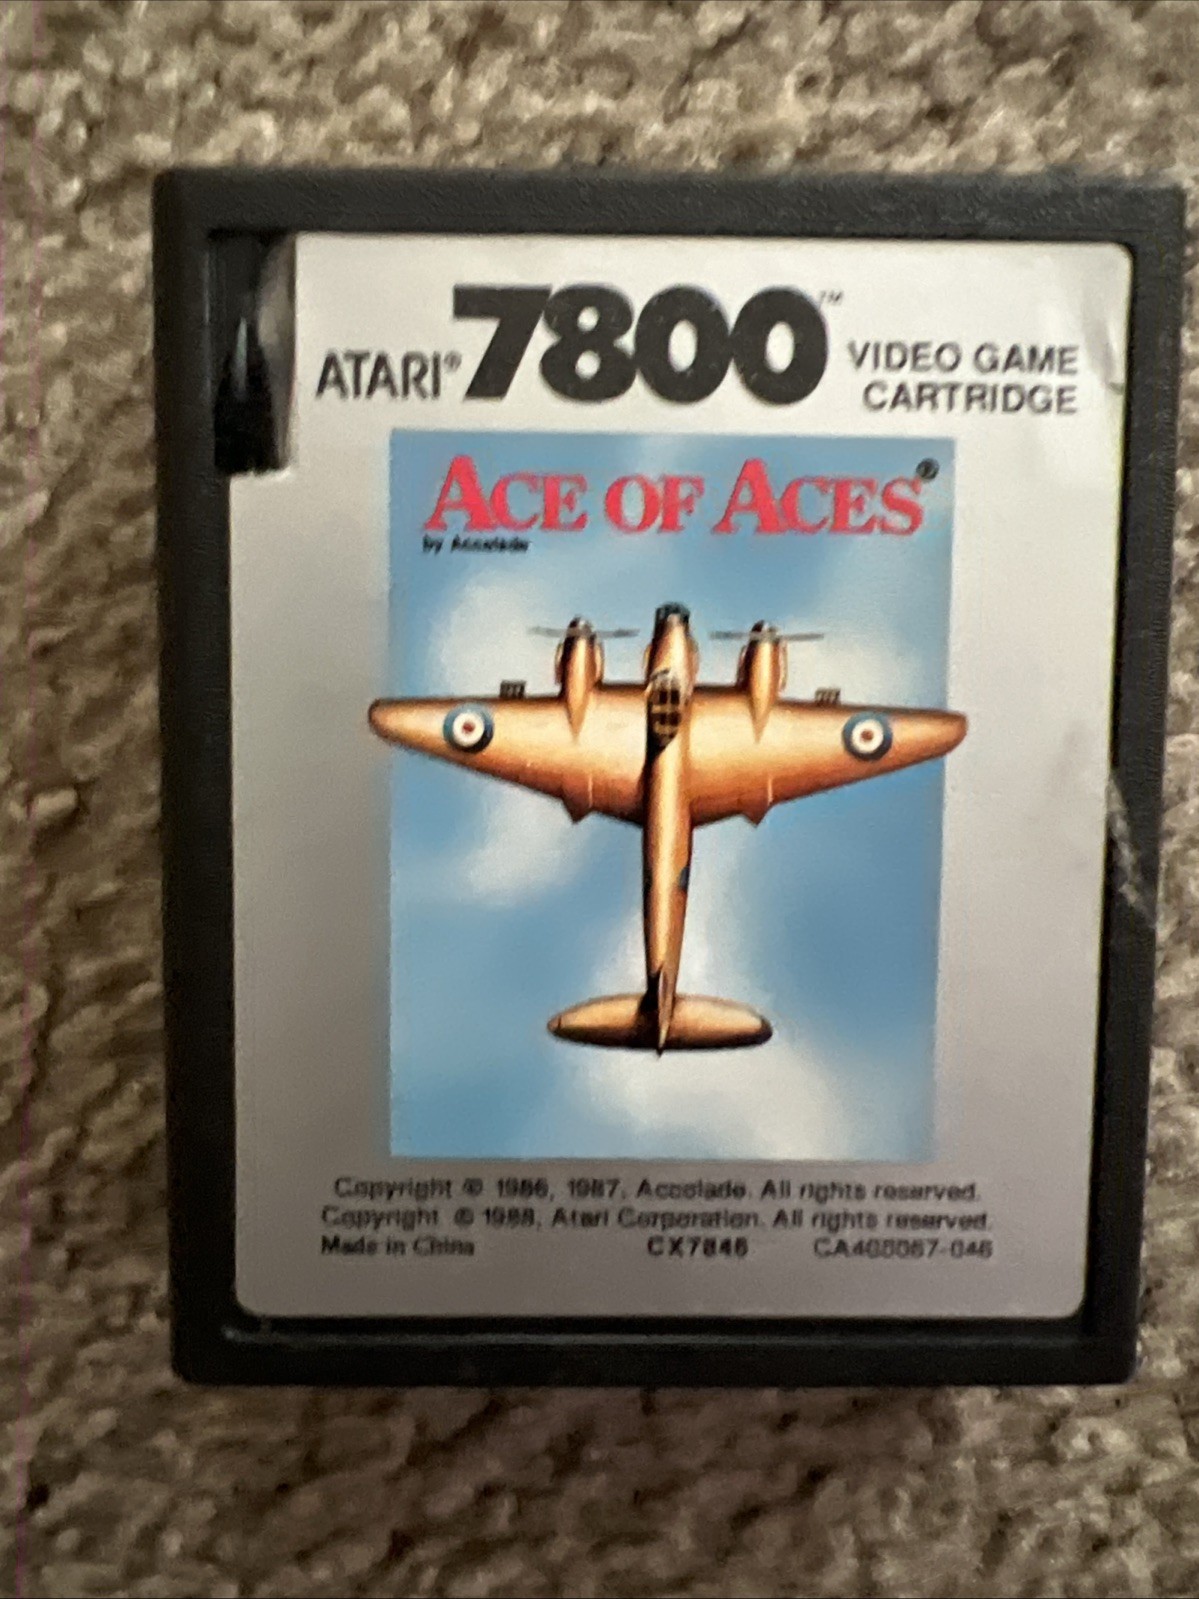 ATARI® 7800™ VIDEO GAME
CARTRIDGE
ACE OF ACES®
by Accolade
Copyright © 1986, 1987, Accolade. All rights reserved.
Copyright © 1988, Atari Corporation. All rights reserved.
Made in China CX7846 CA408067-046